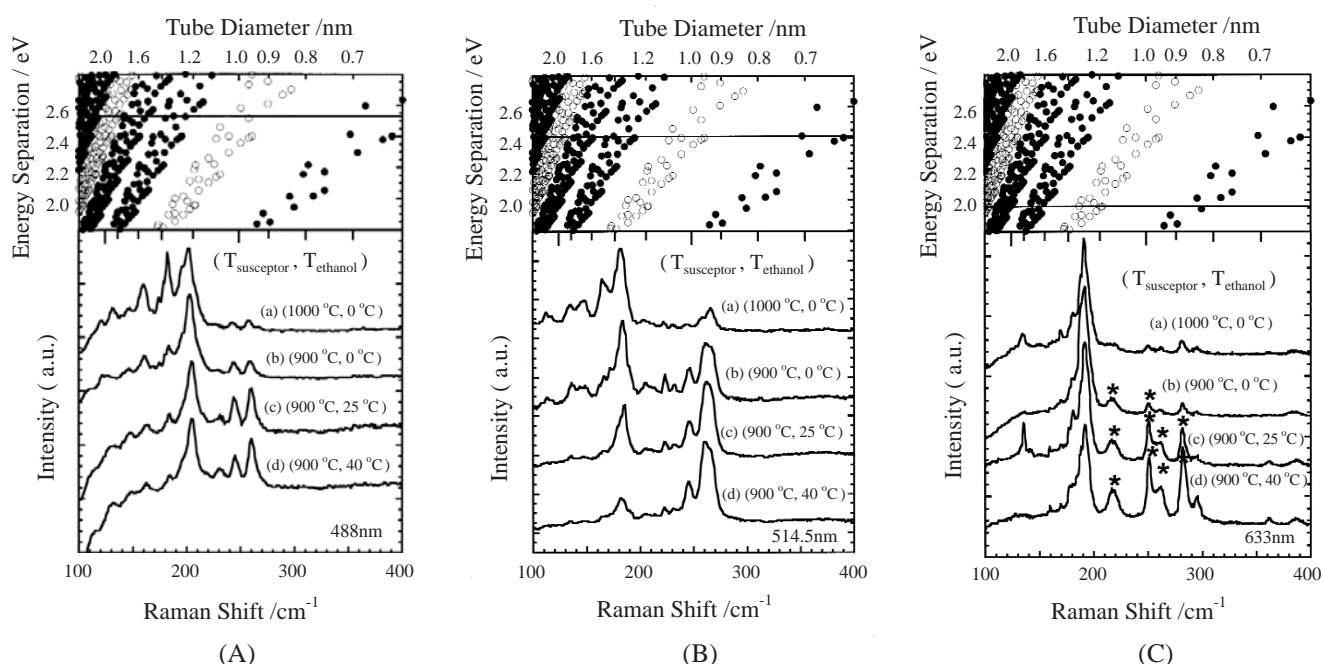 Tube Diameter /nm
2.0 1.6 1.2 1.0 0.9 0.8 0.7
Energy Separation / eV
2.6
2.4
2.2
2.0
(Tsusceptor, Tethanol)
(a) (1000 °C, 0 °C)
(b) (900 °C, 0 °C)
(c) (900 °C, 25 °C)
(d) (900 °C, 40 °C)
488nm
Intensity ( a.u.)
100 200 300 400
Raman Shift /cm-1
(A)
Tube Diameter /nm
2.0 1.6 1.2 1.0 0.9 0.8 0.7
Energy Separation / eV
2.6
2.4
2.2
2.0
(Tsusceptor, Tethanol)
(a) (1000 °C, 0 °C)
(b) (900 °C, 0 °C)
(c) (900 °C, 25 °C)
(d) (900 °C, 40 °C)
514.5nm
Intensity ( a.u.)
100 200 300 400
Raman Shift /cm-1
(B)
Tube Diameter /nm
2.0 1.6 1.2 1.0 0.9 0.8 0.7
Energy Separation / eV
2.6
2.4
2.2
2.0
(Tsusceptor, Tethanol)
(a) (1000 °C, 0 °C)
(b) (900 °C, 0 °C)
* *
* (c) (900 °C, 25 °C)
* *
* (d) (900 °C, 40 °C)
* * *
*
633nm
Intensity ( a.u.)
100 200 300 400
Raman Shift /cm-1
(C)